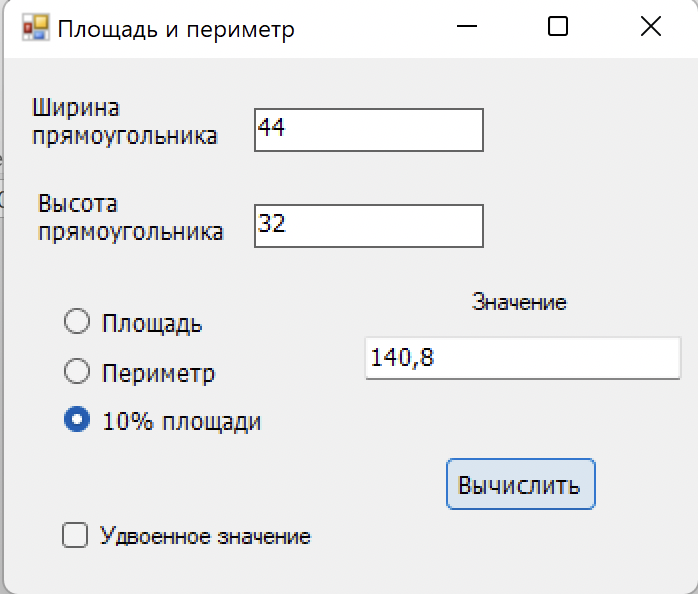 Площадь и периметр
Ширина
прямоугольника
44
Высота
прямоугольника
32
Значение
Площадь
140,8
Периметр
10% площади
Вычислить
Удвоенное значение